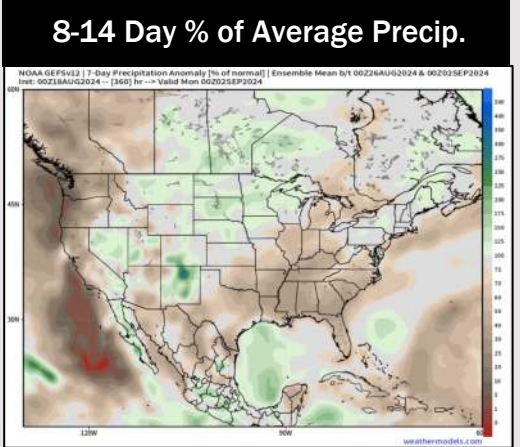 8-14 Day % of Average Precip.
NOAA GEFSv12 | 7-Day Precipitation Anomaly [% of normal] | Ensemble Mean b/t 00Z26AUG2024 & 00Z02SEP2024
Init: 00Z18AUG2024 -- [360] hr --> Valid Mon 00Z02SEP2024
60N
45N
30N
120W
90W
weathermodels.com